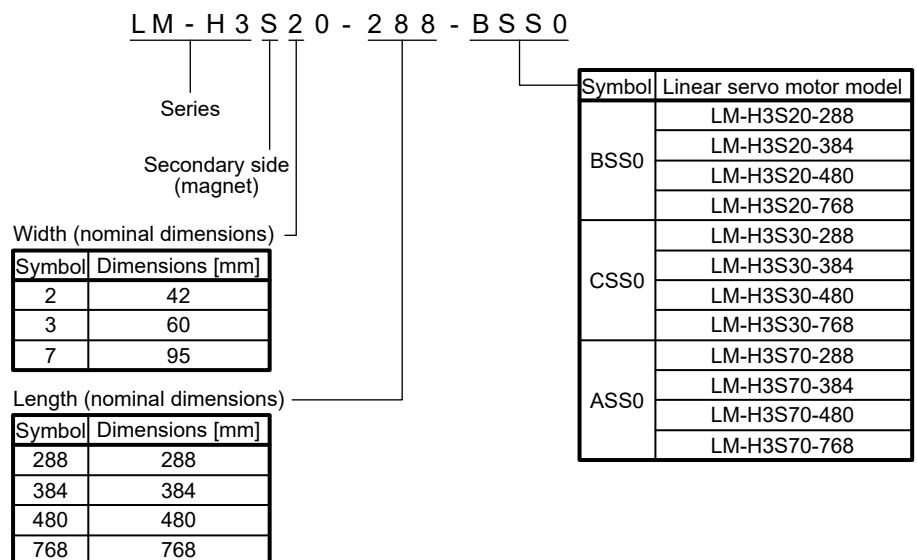 LM-H3S20-288-BSS0
Series
Secondary side
(magnet)
Width (nominal dimensions)
Symbol Dimensions [mm]
2 42
3 60
7 95
Length (nominal dimensions)
Symbol Dimensions [mm]
288 288
384 384
480 480
768 768
Symbol Linear servo motor model
BSS0
LM-H3S20-288
LM-H3S20-384
LM-H3S20-480
LM-H3S20-768
CSS0
LM-H3S30-288
LM-H3S30-384
LM-H3S30-480
LM-H3S30-768
ASS0
LM-H3S70-288
LM-H3S70-384
LM-H3S70-480
LM-H3S70-768